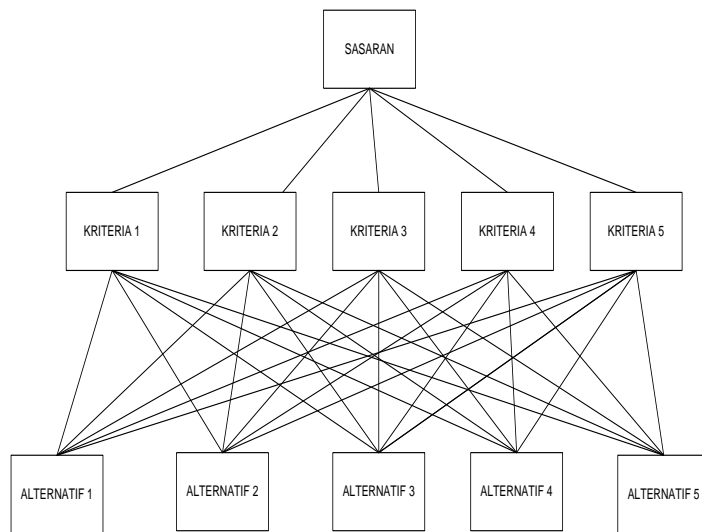 SASARAN
KRITERIA 1
KRITERIA 2
KRITERIA 3
KRITERIA 4
KRITERIA 5
ALTERNATIF 1
ALTERNATIF 2
ALTERNATIF 3
ALTERNATIF 4
ALTERNATIF 5